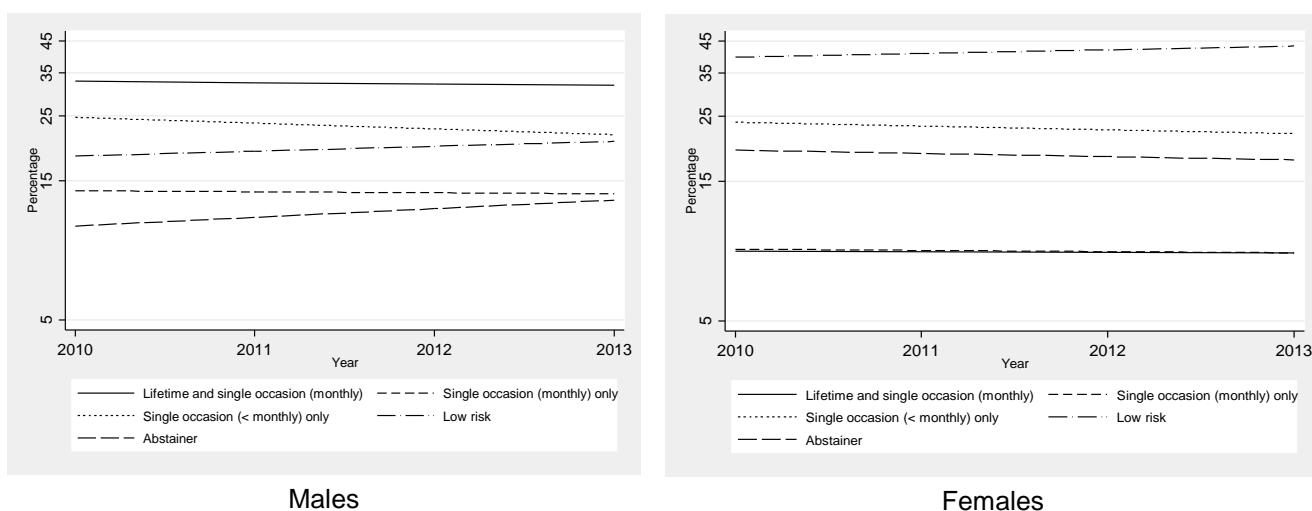 45
35
25
15
5
Percentage
2010
2011
2012
2013
Year
Lifetime and single occasion (monthly)
Single occasion (monthly) only
Single occasion (< monthly) only
Low risk
Abstainer
Males
45
35
25
15
5
Percentage
2010
2011
2012
2013
Year
Lifetime and single occasion (monthly)
Single occasion (monthly) only
Single occasion (< monthly) only
Low risk
Abstainer
Females